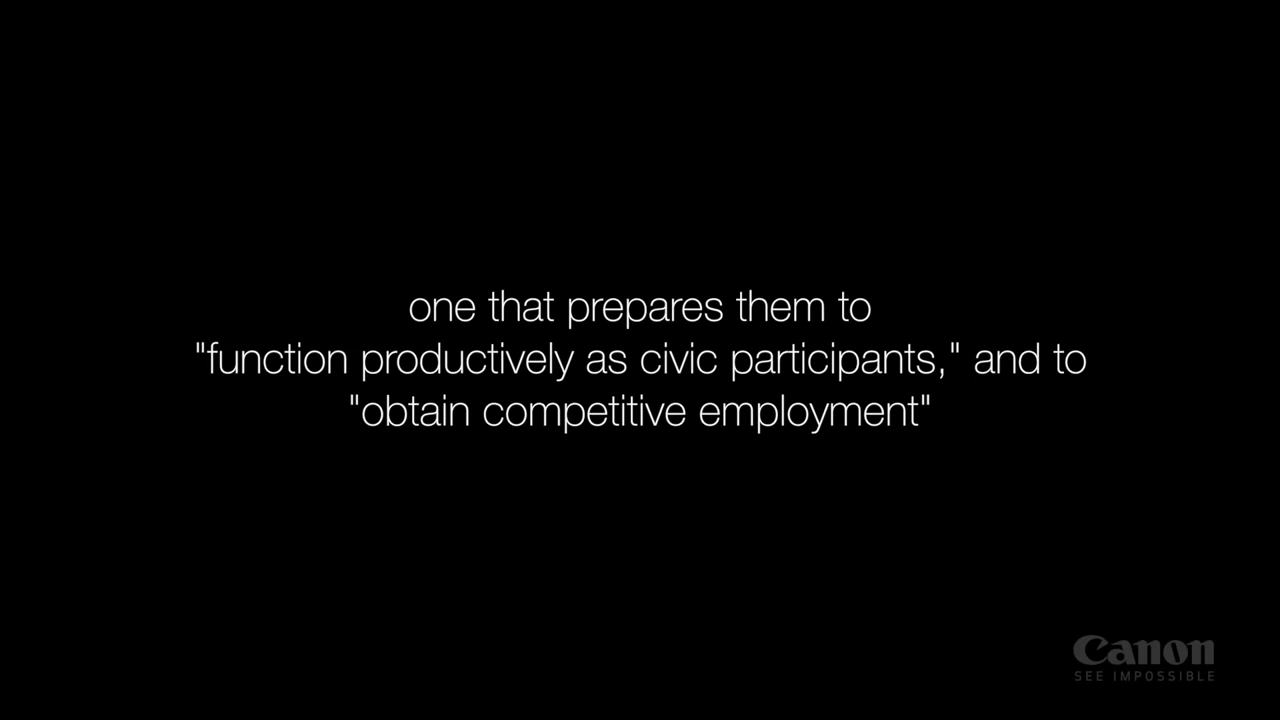 one that prepares them to
"function productively as civic participants," and to
"obtain competitive employment"
Canon
SEE IMPOSSIBLE